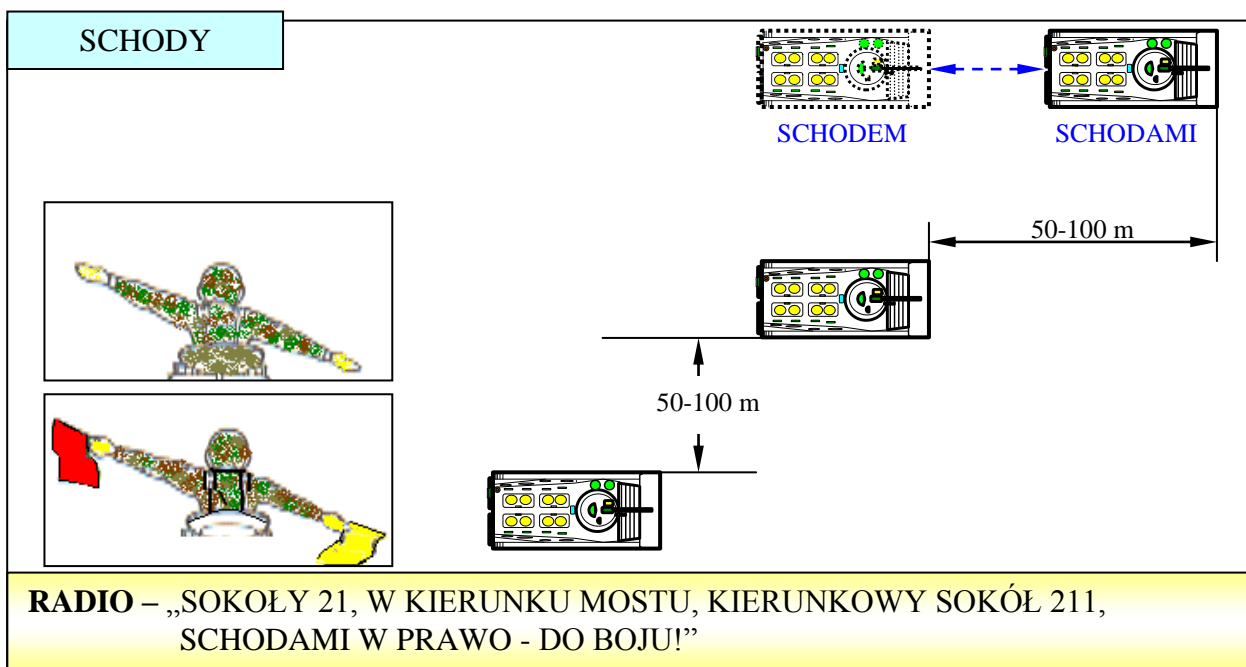 SCHODY
SCHODEM
SCHODAMI
50-100 m
50-100 m
RADIO – „SOKOŁY 21, W KIERUNKU MOSTU, KIERUNKOWY SOKÓŁ 211,
SCHODAMI W PRAWO - DO BOJU!”